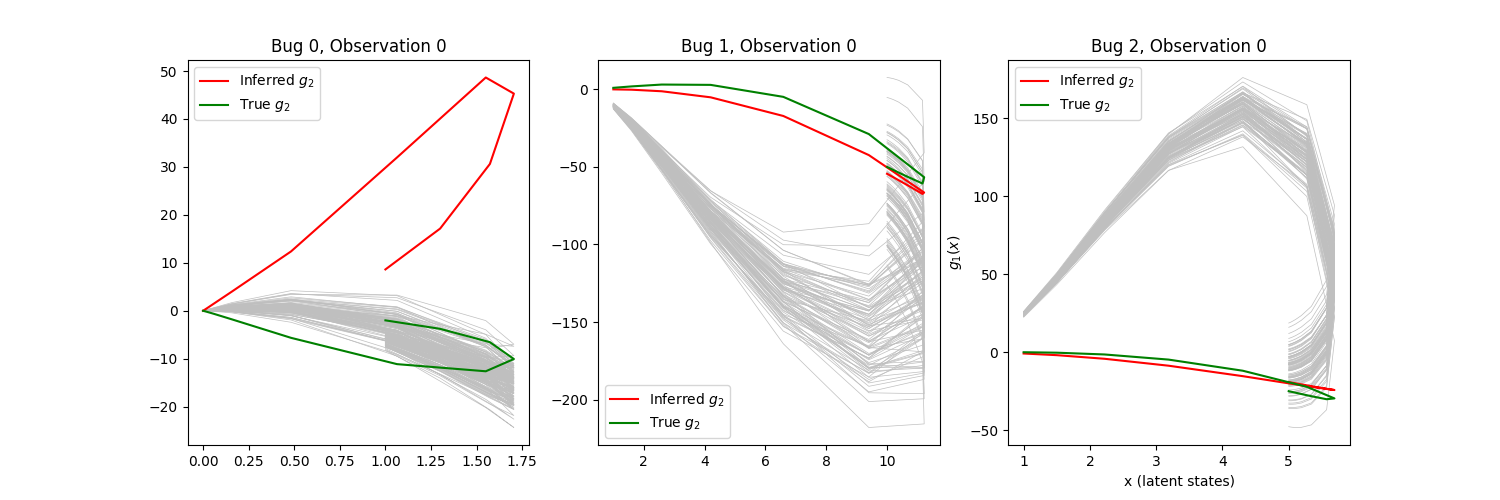 Bug 0, Observation 0
Inferred g₂
True g₂
50
40
30
20
10
0
−10
−20
0.00 0.25 0.50 0.75 1.00 1.25 1.50 1.75
Bug 1, Observation 0
0
−50
−100
−150
−200
Inferred g₂
True g₂
2 4 6 8 10
Bug 2, Observation 0
Inferred g₂
True g₂
g₁(x)
150
100
50
0
−50
1 2 3 4 5
x (latent states)